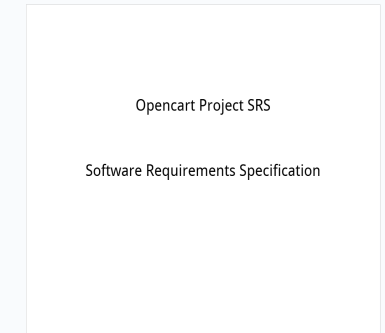 Opencart Project SRS
Software Requirements Specification